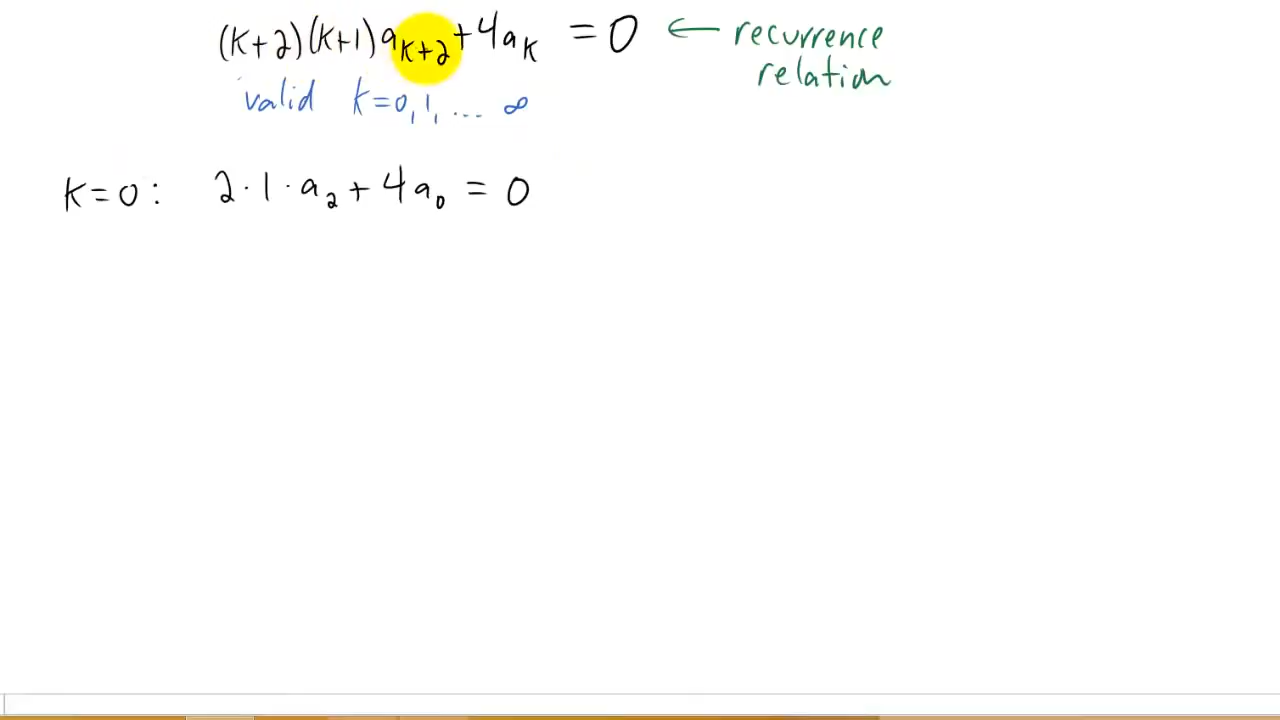 (k+2)(k+1)a_{k+2}+4a_k = 0 ← recurrence
relation
valid k=0,1,... ∞
k=0: 2·1·a_2+4a_0 = 0